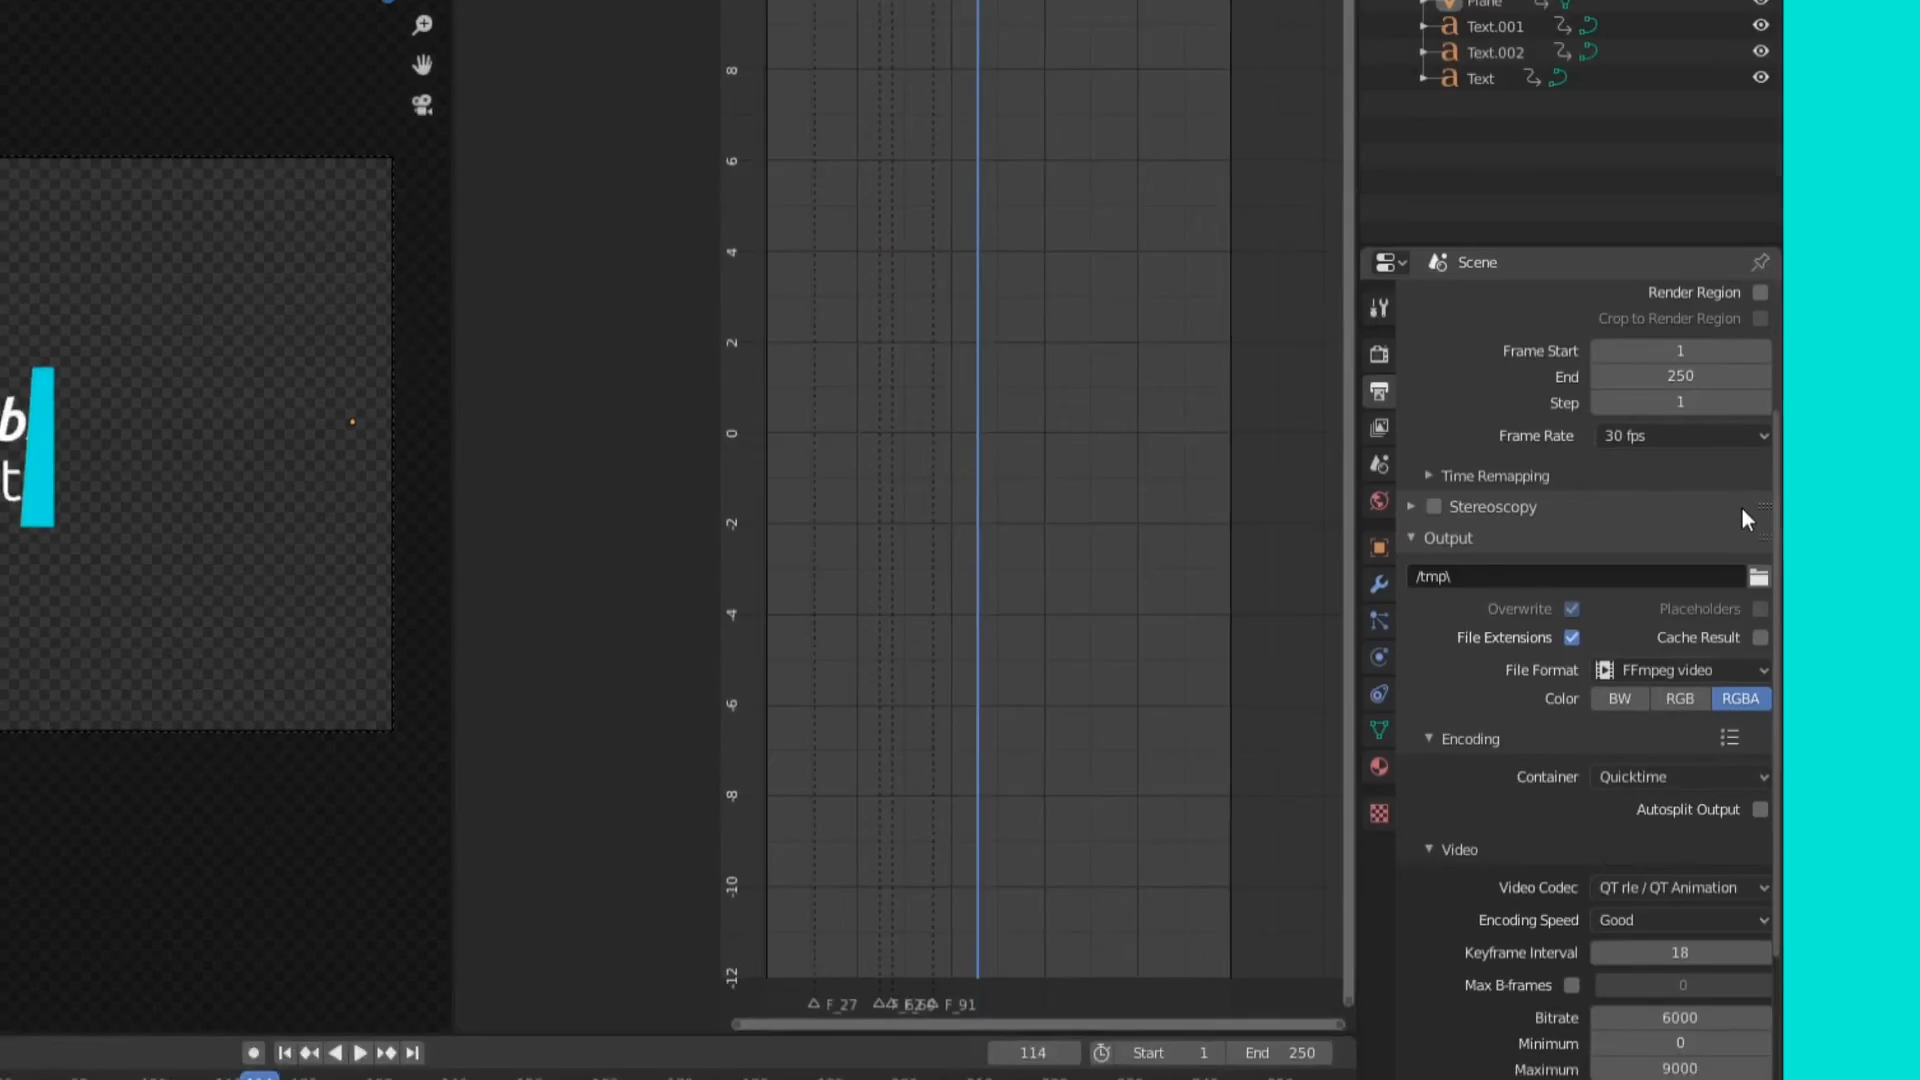 Plane
Text.001
Text.002
Text
Scene
Render Region
Crop to Render Region
Frame Start 1
End 250
Step 1
Frame Rate 30 fps
Time Remapping
Stereoscopy
Output
/tmp\
Overwrite Placeholders
File Extensions Cache Result
File Format FFmpeg video
Color BW RGB RGBA
Encoding
Container Quicktime
Autosplit Output
Video
Video Codec QT rle / QT Animation
Encoding Speed Good
Keyframe Interval 18
Max B-frames 0
Bitrate 6000
Minimum 0
Maximum 9000
8
6
4
2
0
-2
-4
-6
-8
-10
-12
b
t
F_27 F_91
114 Start 1 End 250